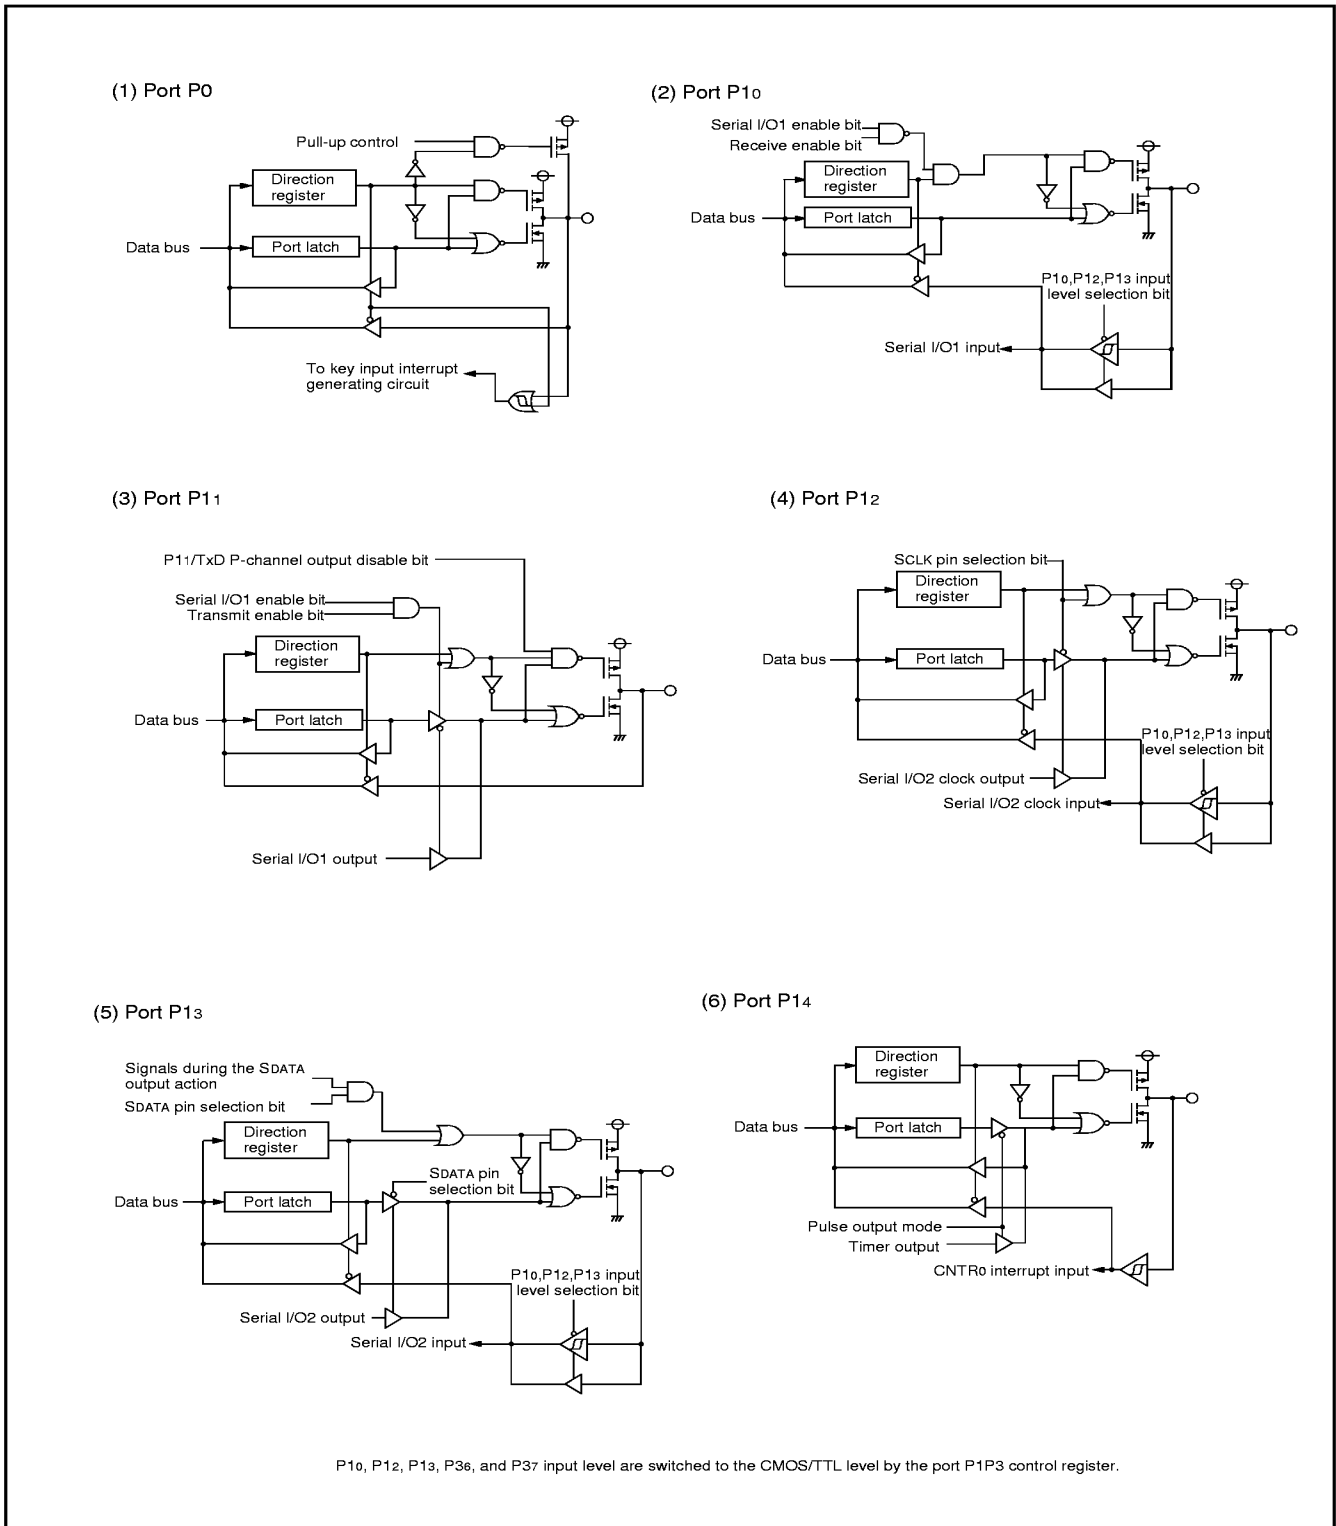 (1) Port P0
Pull-up control
Direction
register
Data bus
Port latch
To key input interrupt
generating circuit
(2) Port P10
Serial I/O1 enable bit
Receive enable bit
Direction
register
Data bus
Port latch
P10,P12,P13 input
level selection bit
Serial I/O1 input
(3) Port P11
P11/TxD P-channel output disable bit
Serial I/O1 enable bit
Transmit enable bit
Direction
register
Data bus
Port latch
Serial I/O1 output
(4) Port P12
SCLK pin selection bit
Direction
register
Data bus
Port latch
P10,P12,P13 input
level selection bit
Serial I/O2 clock output
Serial I/O2 clock input
(5) Port P13
Signals during the SDATA
output action
SDATA pin selection bit
Direction
register
SDATA pin
selection bit
Data bus
Port latch
P10,P12,P13 input
level selection bit
Serial I/O2 output
Serial I/O2 input
(6) Port P14
Direction
register
Data bus
Port latch
Pulse output mode
Timer output
CNTR0 interrupt input
P10, P12, P13, P36, and P37 input level are switched to the CMOS/TTL level by the port P1P3 control register.